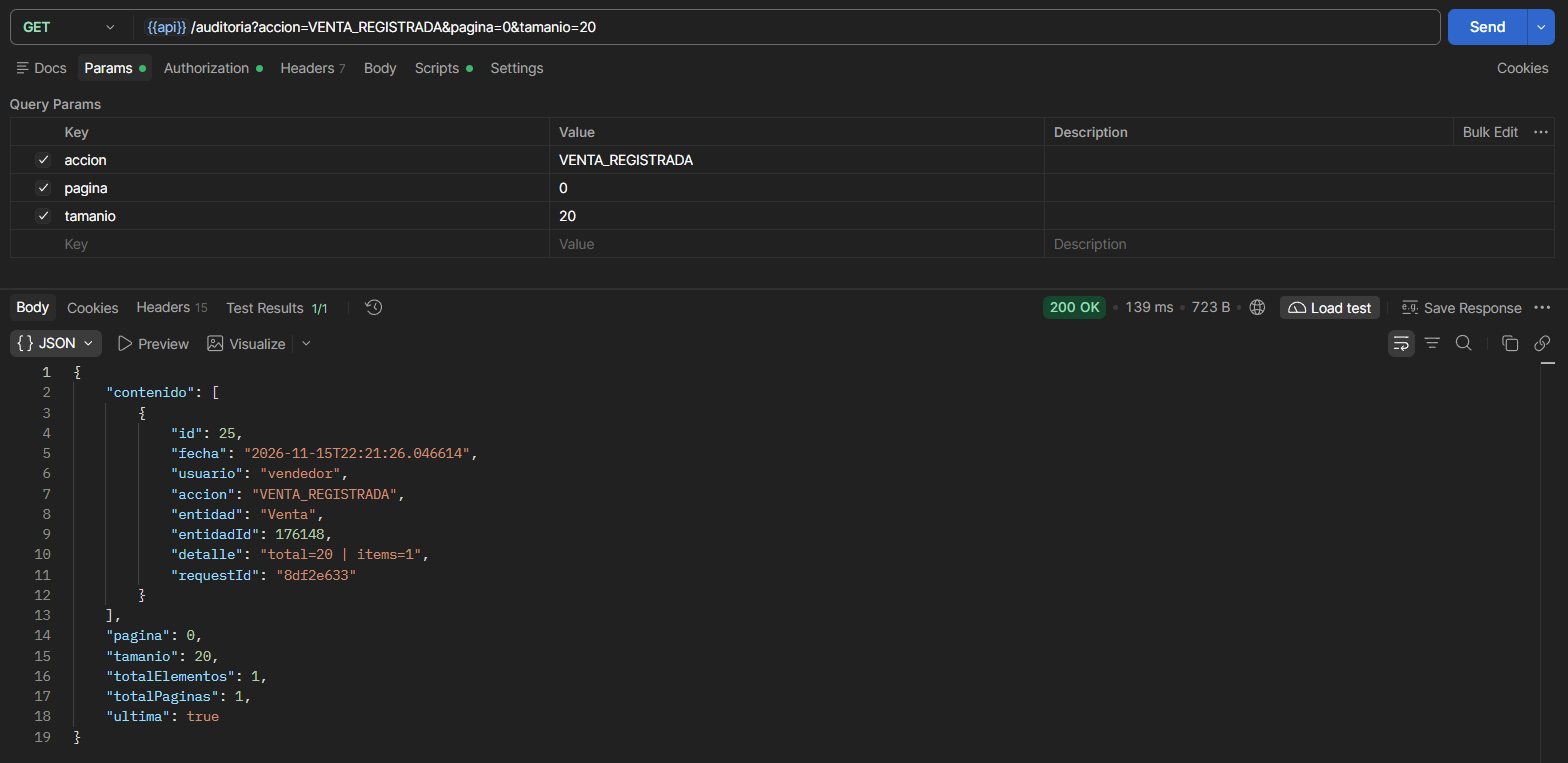 GET {{api}} /auditoria?accion=VENTA_REGISTRADA&pagina=0&tamanio=20 Send
Docs Params Authorization Headers 7 Body Scripts Settings Cookies
Query Params
Key Value Description Bulk Edit
accion VENTA_REGISTRADA
pagina 0
tamanio 20
Key Value Description
Body Cookies Headers 15 Test Results 1/1 200 OK 139 ms 723 B Load test e.g. Save Response
{ } JSON Preview Visualize
1 {
2 "contenido": [
3 {
4 "id": 25,
5 "fecha": "2026-11-15T22:21:26.046614",
6 "usuario": "vendedor",
7 "accion": "VENTA_REGISTRADA",
8 "entidad": "Venta",
9 "entidadId": 176148,
10 "detalle": "total=20 | items=1",
11 "requestId": "8df2e633"
12 }
13 ],
14 "pagina": 0,
15 "tamanio": 20,
16 "totalElementos": 1,
17 "totalPaginas": 1,
18 "ultima": true
19 }